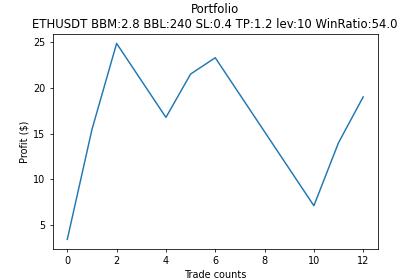 Portfolio
ETHUSDT BBM:2.8 BBL:240 SL:0.4 TP:1.2 lev:10 WinRatio:54.0
25
20
15
10
5
Profit ($)
0 2 4 6 8 10 12
Trade counts